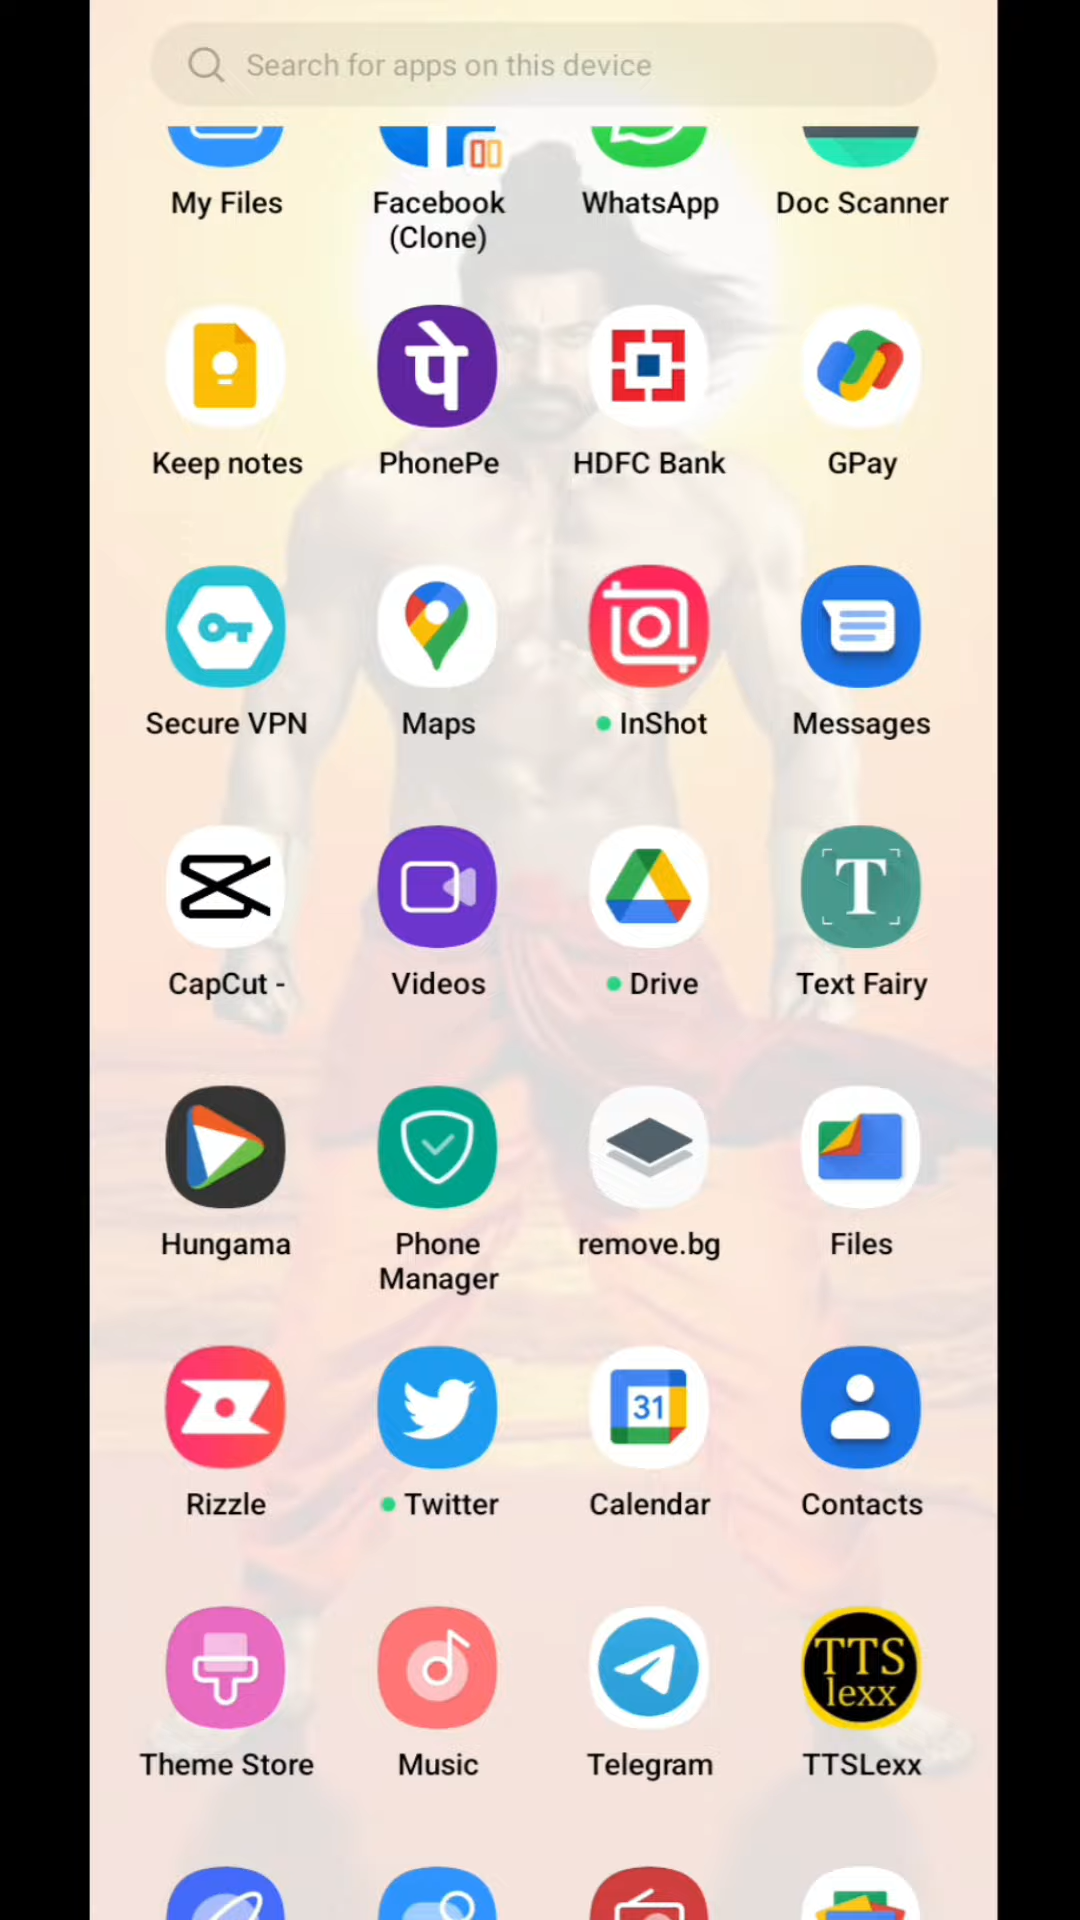 Search for apps on this device
My Files
Facebook
(Clone)
WhatsApp
Doc Scanner
पे
Keep notes
PhonePe
HDFC Bank
GPay
Secure VPN
Maps
InShot
Messages
T
CapCut -
Videos
Drive
Text Fairy
Hungama
Phone
Manager
remove.bg
Files
31
Rizzle
Twitter
Calendar
Contacts
TTS
lexx
Theme Store
Music
Telegram
TTSLexx